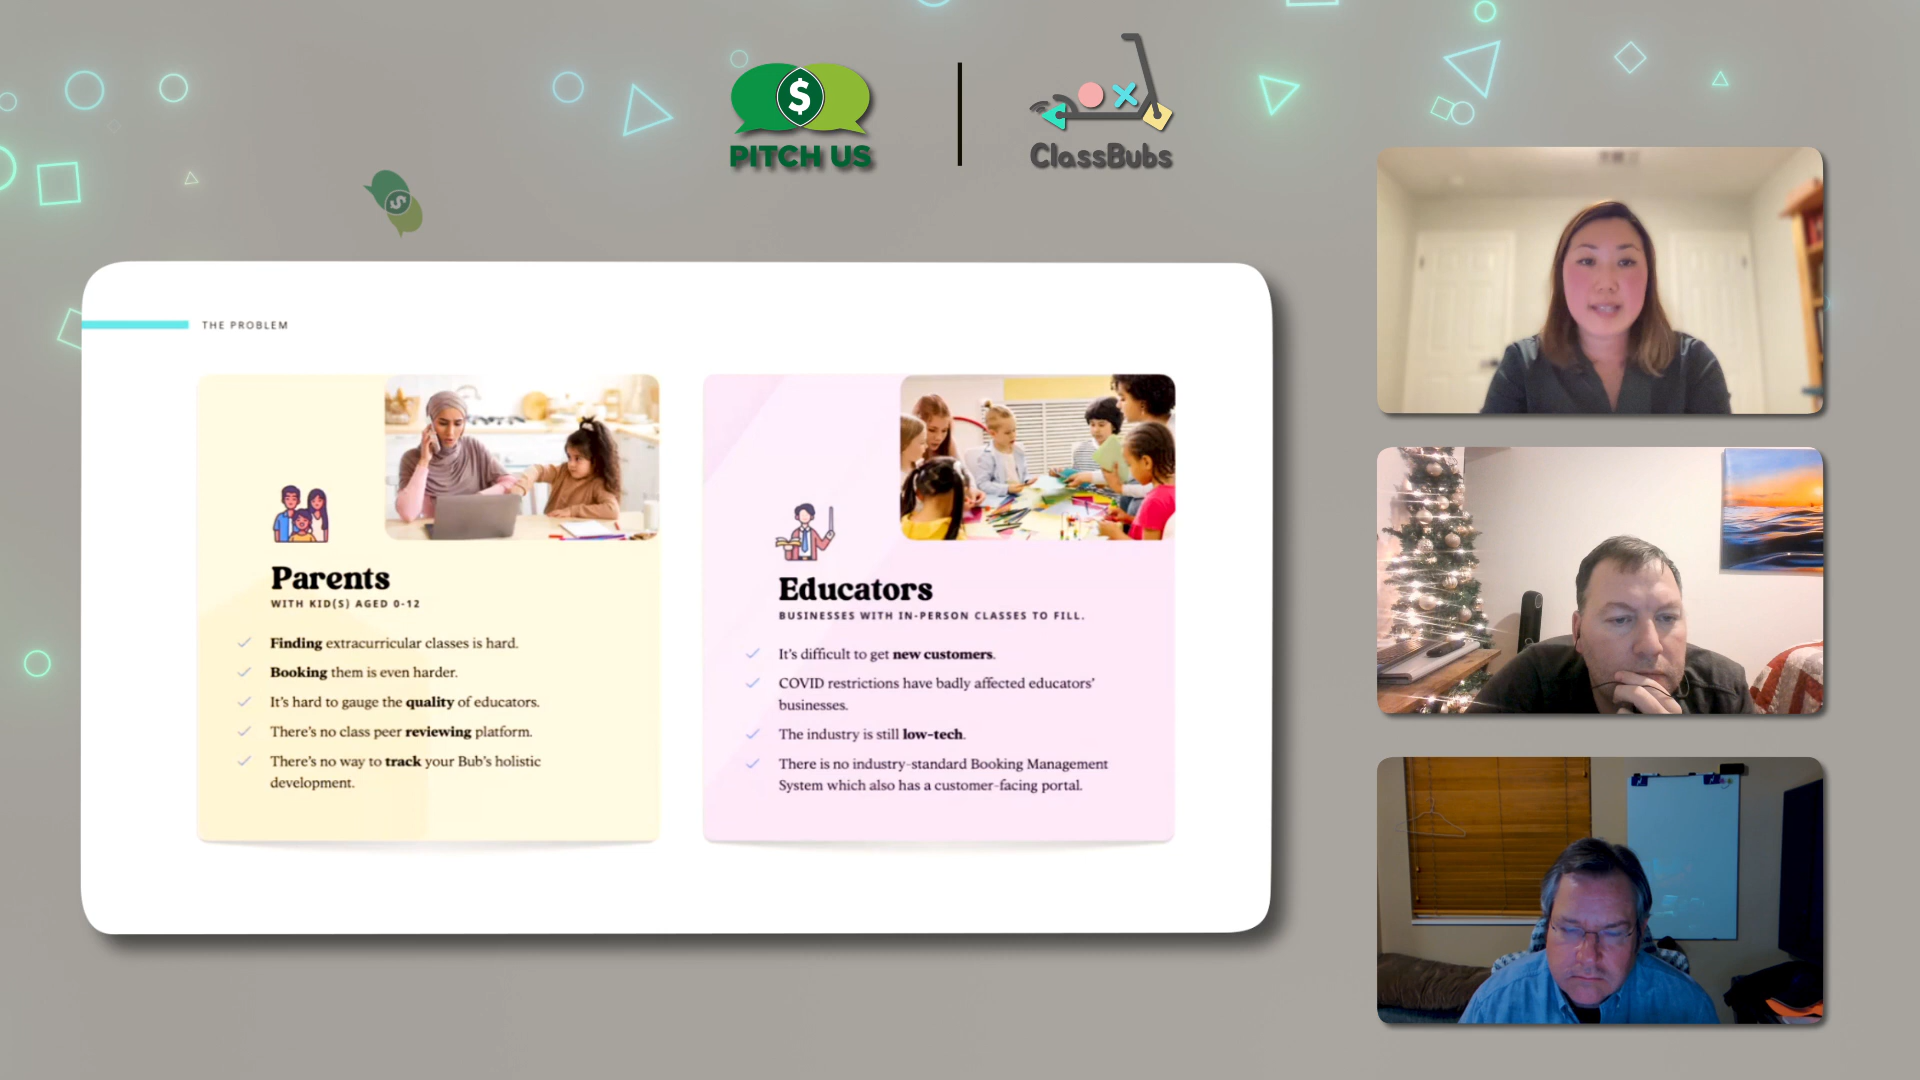 $
PITCH US
ClassBubs
$
THE PROBLEM
Parents
WITH KID(S) AGED 0-12
Finding extracurricular classes is hard.
Booking them is even harder.
It's hard to gauge the quality of educators.
There's no class peer reviewing platform.
There's no way to track your Bub's holistic
development.
Educators
BUSINESSES WITH IN-PERSON CLASSES TO FILL.
It's difficult to get new customers.
COVID restrictions have badly affected educators'
businesses.
The industry is still low-tech.
There is no industry-standard Booking Management
System which also has a customer-facing portal.